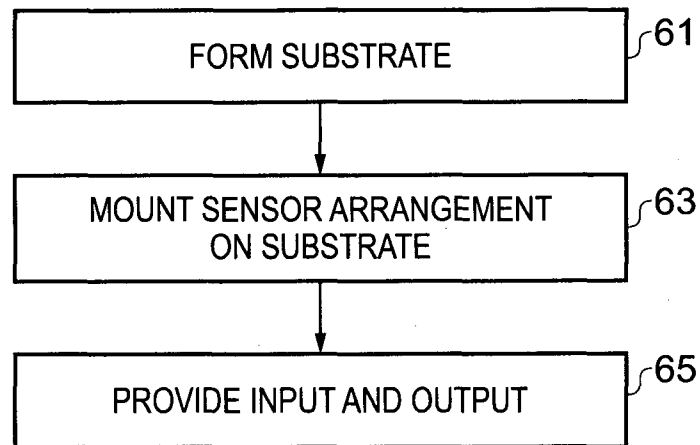 FORM SUBSTRATE
61
MOUNT SENSOR ARRANGEMENT
ON SUBSTRATE
63
PROVIDE INPUT AND OUTPUT
65